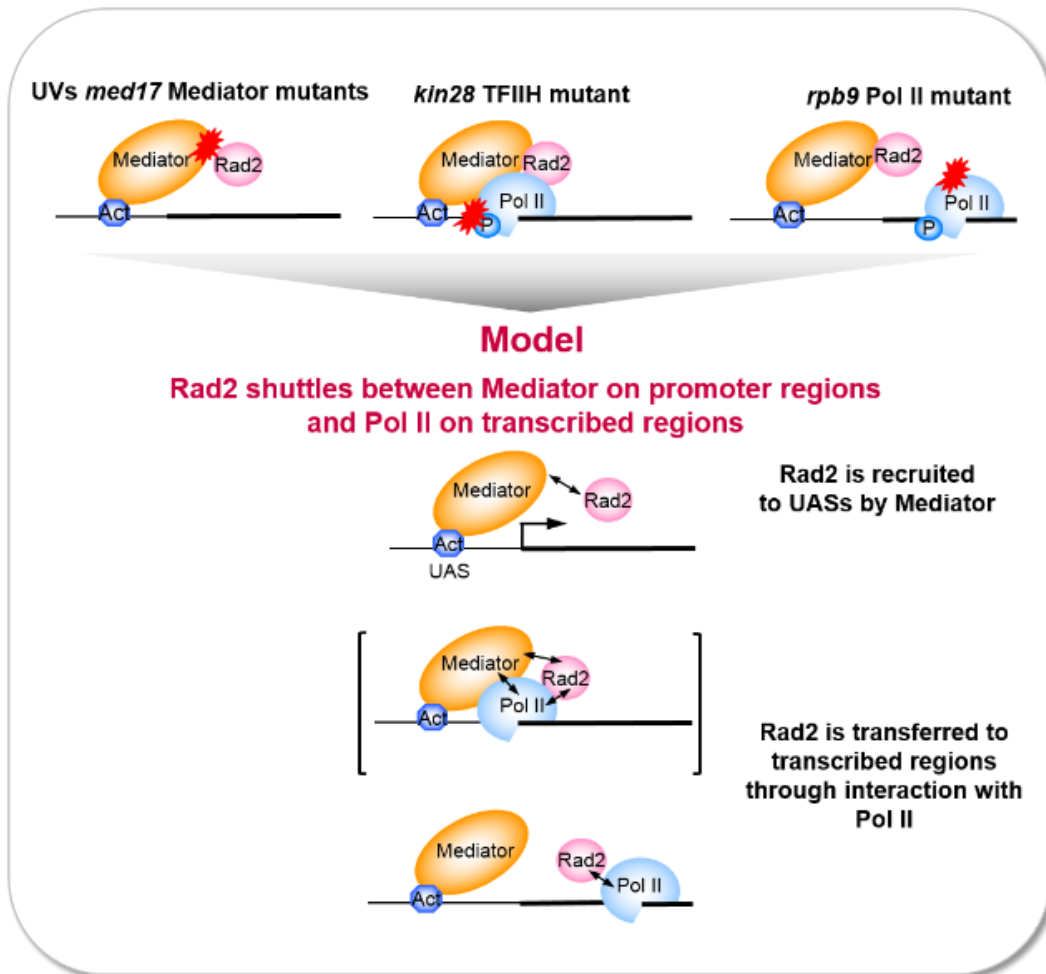 UVs med17 Mediator mutants
kin28 TFIIH mutant
rpb9 Pol II mutant
Mediator
Rad2
Act
Mediator
Rad2
Pol II
Act
P
Mediator
Rad2
Pol II
Act
P
Model
Rad2 shuttles between Mediator on promoter regions
and Pol II on transcribed regions
Mediator
Rad2
Act
UAS
Rad2 is recruited
to UASs by Mediator
Mediator
Rad2
Pol II
Act
Rad2 is transferred to
transcribed regions
through interaction with
Pol II
Mediator
Rad2
Pol II
Act